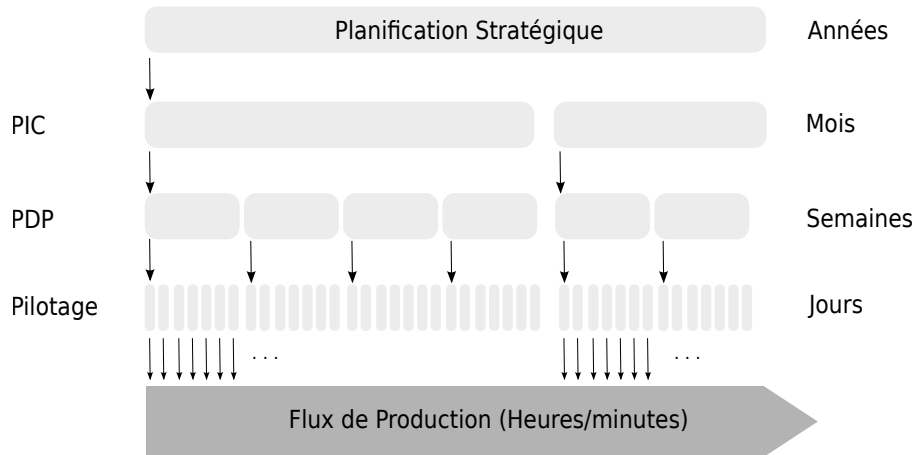 Planification Stratégique
Années
PIC
Mois
PDP
Semaines
Pilotage
Jours
. . .
. . .
Flux de Production (Heures/minutes)